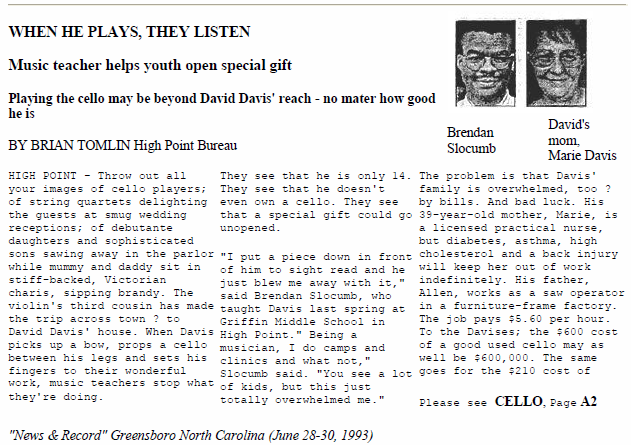 WHEN HE PLAYS, THEY LISTEN
Music teacher helps youth open special gift
Playing the cello may be beyond David Davis' reach - no mater how good
he is
BY BRIAN TOMLIN High Point Bureau
Brendan
Slocumb
David's
mom,
Marie Davis
HIGH POINT - Throw out all
your images of cello players;
of string quartets delighting
the guests at smug wedding
receptions; of debutante
daughters and sophisticated
sons sawing away in the parlor
while mummy and daddy sit in
stiff-backed, Victorian
charis, sipping brandy. The
violin's third cousin has made
the trip across town ? to
David Davis' house. When Davis
picks up a bow, props a cello
between his legs and sets his
fingers to their wonderful
work, music teachers stop what
they're doing.
They see that he is only 14.
They see that he doesn't
even own a cello. They see
that a special gift could go
unopened.
"I put a piece down in front
of him to sight read and he
just blew me away with it,"
said Brendan Slocumb, who
taught Davis last spring at
Griffin Middle School in
High Point." Being a
musician, I do camps and
clinics and what not,"
Slocumb said. "You see a lot
of kids, but this just
totally overwhelmed me."
The problem is that Davis'
family is overwhelmed, too ?
by bills. And bad luck. His
39-year-old mother, Marie, is
a licensed practical nurse,
but diabetes, asthma, high
cholesterol and a back injury
will keep her out of work
indefinitely. His father,
Allen, works as a saw operator
in a furniture-frame factory.
The job pays $5.60 per hour.
To the Davises; the $600 cost
of a good used cello may as
well be $600,000. The same
goes for the $210 cost of
Please see CELLO, Page A2
"News & Record" Greensboro North Carolina (June 28-30, 1993)